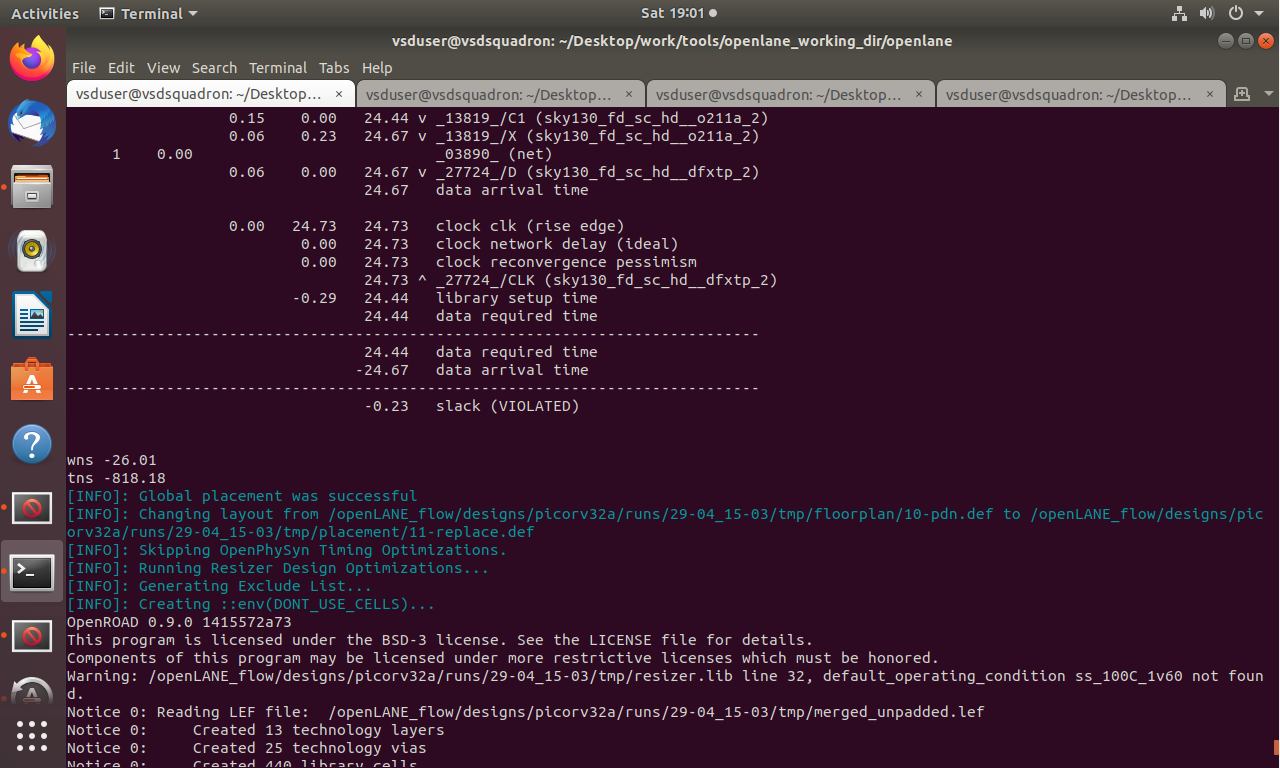 Activities Terminal Sat 19:01
vsduser@vsdsquadron: ~/Desktop/work/tools/openlane_working_dir/openlane
File Edit View Search Terminal Tabs Help
vsduser@vsdsquadron: ~/Desktop... × vsduser@vsdsquadron: ~/Desktop... × vsduser@vsdsquadron: ~/Desktop... × vsduser@vsdsquadron: ~/Desktop... ×
0.15 0.00 24.44 v _13819_/C1 (sky130_fd_sc_hd__o211a_2)
0.06 0.23 24.67 v _13819_/X (sky130_fd_sc_hd__o211a_2)
1 0.00 _03890_ (net)
0.06 0.00 24.67 v _27724_/D (sky130_fd_sc_hd__dfxtp_2)
24.67 data arrival time
0.00 24.73 24.73 clock clk (rise edge)
0.00 24.73 clock network delay (ideal)
0.00 24.73 clock reconvergence pessimism
24.73 ^ _27724_/CLK (sky130_fd_sc_hd__dfxtp_2)
-0.29 24.44 library setup time
24.44 data required time
-----------------------------------------------------------------------------
24.44 data required time
-24.67 data arrival time
-----------------------------------------------------------------------------
-0.23 slack (VIOLATED)
wns -26.01
tns -818.18
[INFO]: Global placement was successful
[INFO]: Changing layout from /openLANE_flow/designs/picorv32a/runs/29-04_15-03/tmp/floorplan/10-pdn.def to /openLANE_flow/designs/pic
orv32a/runs/29-04_15-03/tmp/placement/11-replace.def
[INFO]: Skipping OpenPhySyn Timing Optimizations.
[INFO]: Running Resizer Design Optimizations...
[INFO]: Generating Exclude List...
[INFO]: Creating ::env(DONT_USE_CELLS)...
OpenROAD 0.9.0 1415572a73
This program is licensed under the BSD-3 license. See the LICENSE file for details.
Components of this program may be licensed under more restrictive licenses which must be honored.
Warning: /openLANE_flow/designs/picorv32a/runs/29-04_15-03/tmp/resizer.lib line 32, default_operating_condition ss_100C_1v60 not foun
d.
Notice 0: Reading LEF file:  /openLANE_flow/designs/picorv32a/runs/29-04_15-03/tmp/merged_unpadded.lef
Notice 0:     Created 13 technology layers
Notice 0:     Created 25 technology vias
Notice 0:     Created 440 library cells